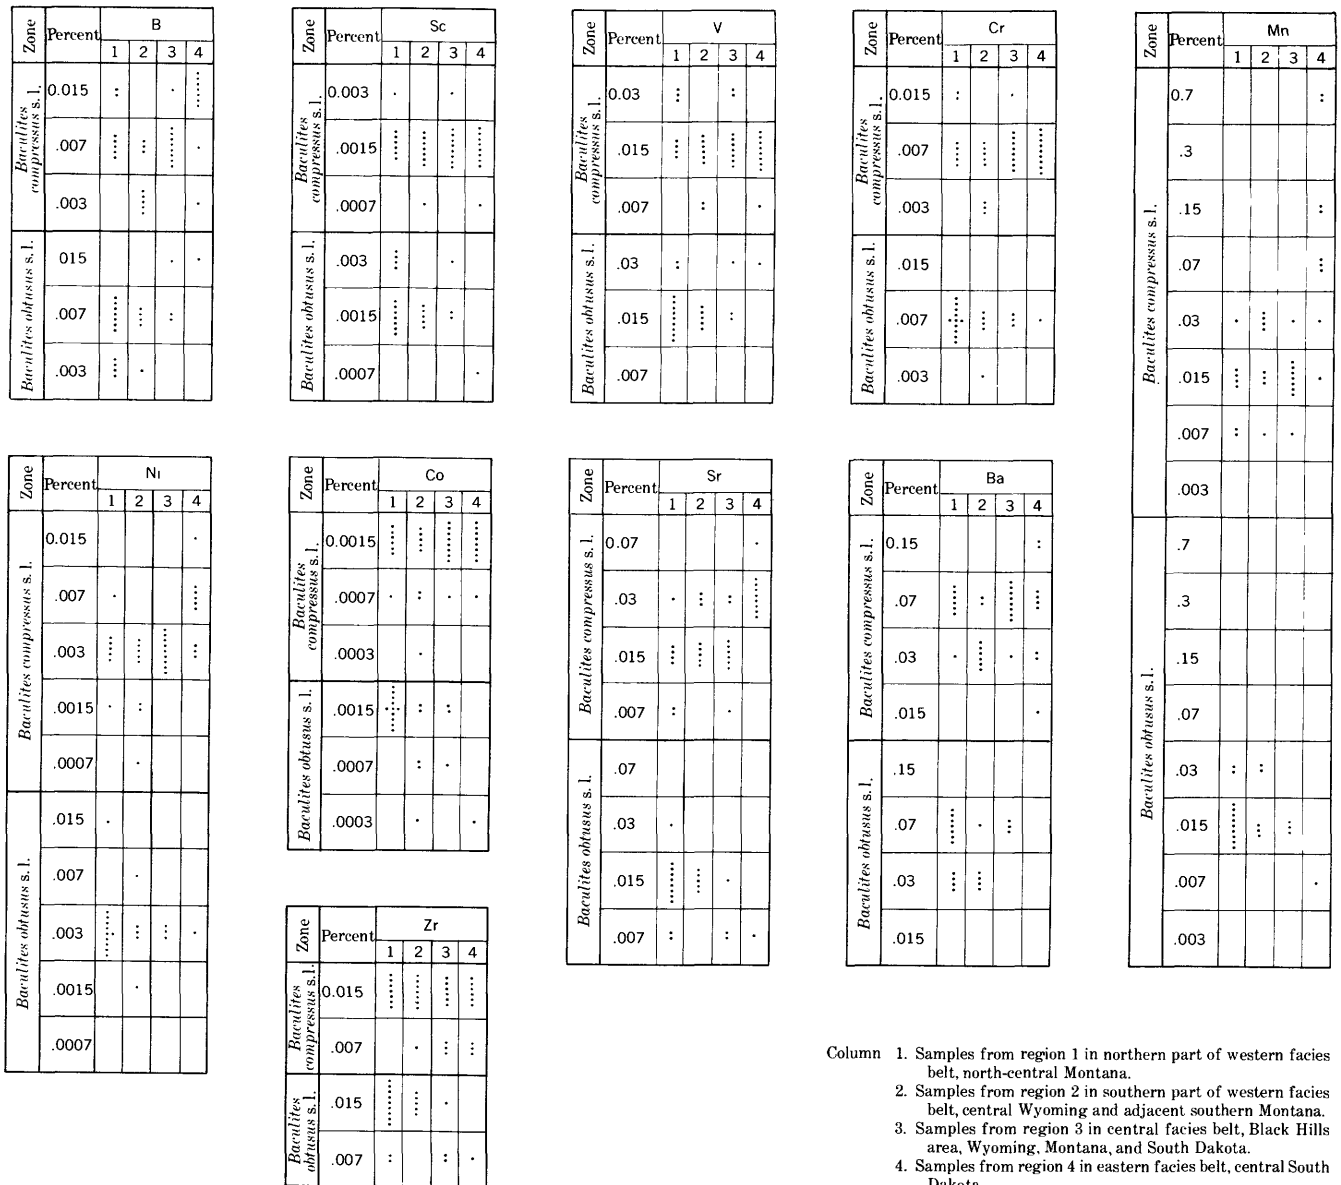 Zone Percent B
1 2 3 4
Baculites compressus s. l.
0.015
.007
.003
Baculites obtusus s. l.
015
.007
.003
Zone Percent Sc
1 2 3 4
Baculites compressus s. l.
0.003
.0015
.0007
Baculites obtusus s. l.
.003
.0015
.0007
Zone Percent V
1 2 3 4
Baculites compressus s. l.
0.03
.015
.007
Baculites obtusus s. l.
.03
.015
.007
Zone Percent Cr
1 2 3 4
Baculites compressus s. l.
0.015
.007
.003
Baculites obtusus s. l.
.015
.007
.003
Zone Percent Mn
1 2 3 4
Baculites compressus s. l.
0.7
.3
.15
.07
.03
.015
.007
.003
Baculites obtusus s. l.
.7
.3
.15
.07
.03
.015
.007
.003
Zone Percent Ni
1 2 3 4
Baculites compressus s. l.
0.015
.007
.003
.0015
.0007
Baculites obtusus s. l.
.015
.007
.003
.0015
.0007
Zone Percent Co
1 2 3 4
Baculites compressus s. l.
0.0015
.0007
.0003
Baculites obtusus s. l.
.0015
.0007
.0003
Zone Percent Sr
1 2 3 4
Baculites compressus s. l.
0.07
.03
.015
.007
Baculites obtusus s. l.
.07
.03
.015
.007
Zone Percent Ba
1 2 3 4
Baculites compressus s. l.
0.15
.07
.03
.015
Baculites obtusus s. l.
.15
.07
.03
.015
Zone Percent Zr
1 2 3 4
Baculites compressus s. l.
0.015
.007
Baculites obtusus s. l.
.015
.007
Column 1. Samples from region 1 in northern part of western facies
belt, north-central Montana.
2. Samples from region 2 in southern part of western facies
belt, central Wyoming and adjacent southern Montana.
3. Samples from region 3 in central facies belt, Black Hills
area, Wyoming, Montana, and South Dakota.
4. Samples from region 4 in eastern facies belt, central South
Dakota